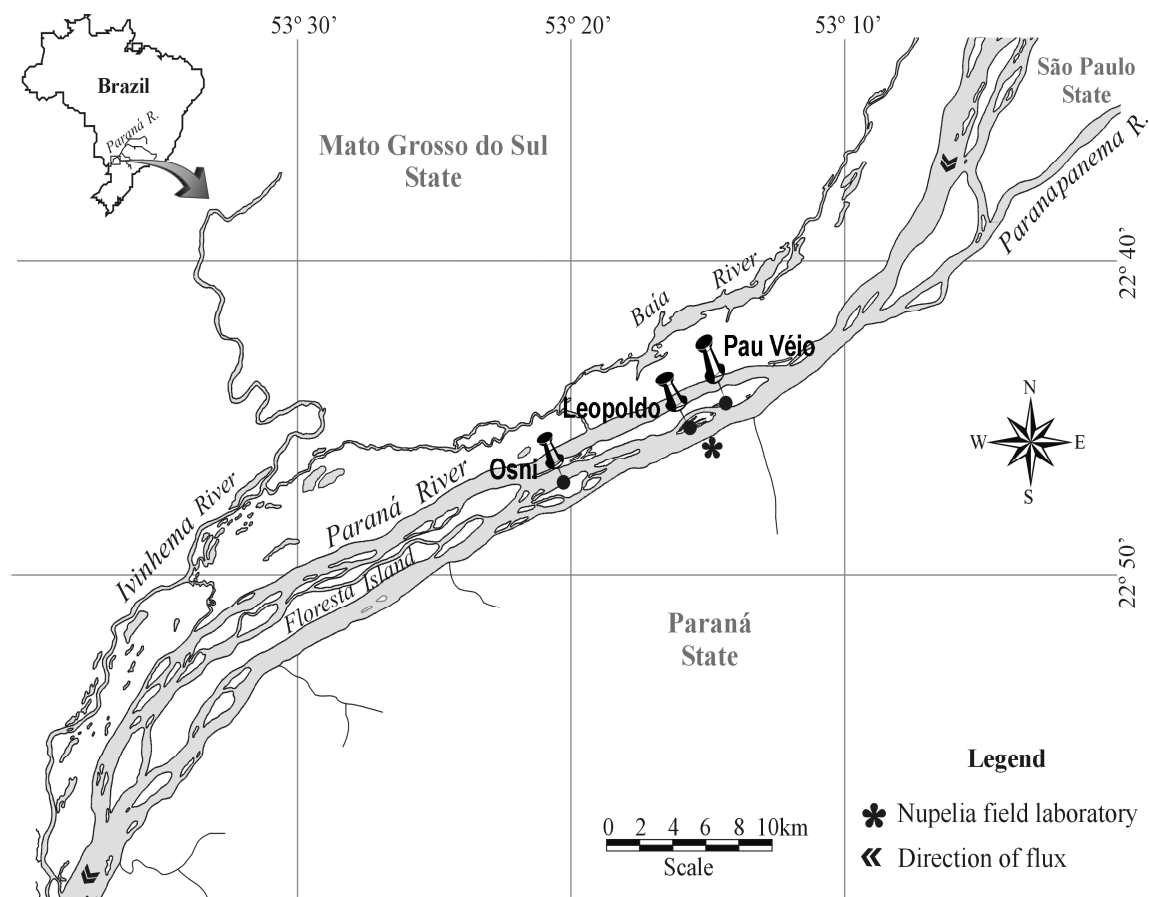 53º 30’
53º 20’
53º 10’
Brazil
Paraná R.
São Paulo
State
Mato Grosso do Sul
State
Paranapanema R.
22º 40’
Baía River
Pau Véio
Leopoldo
Osni
N
W E
S
Paraná River
Ivinhema River
Floresta Island
22º 50’
Paraná
State
Legend
Nupelia field laboratory
Direction of flux
0 2 4 6 8 10km
Scale